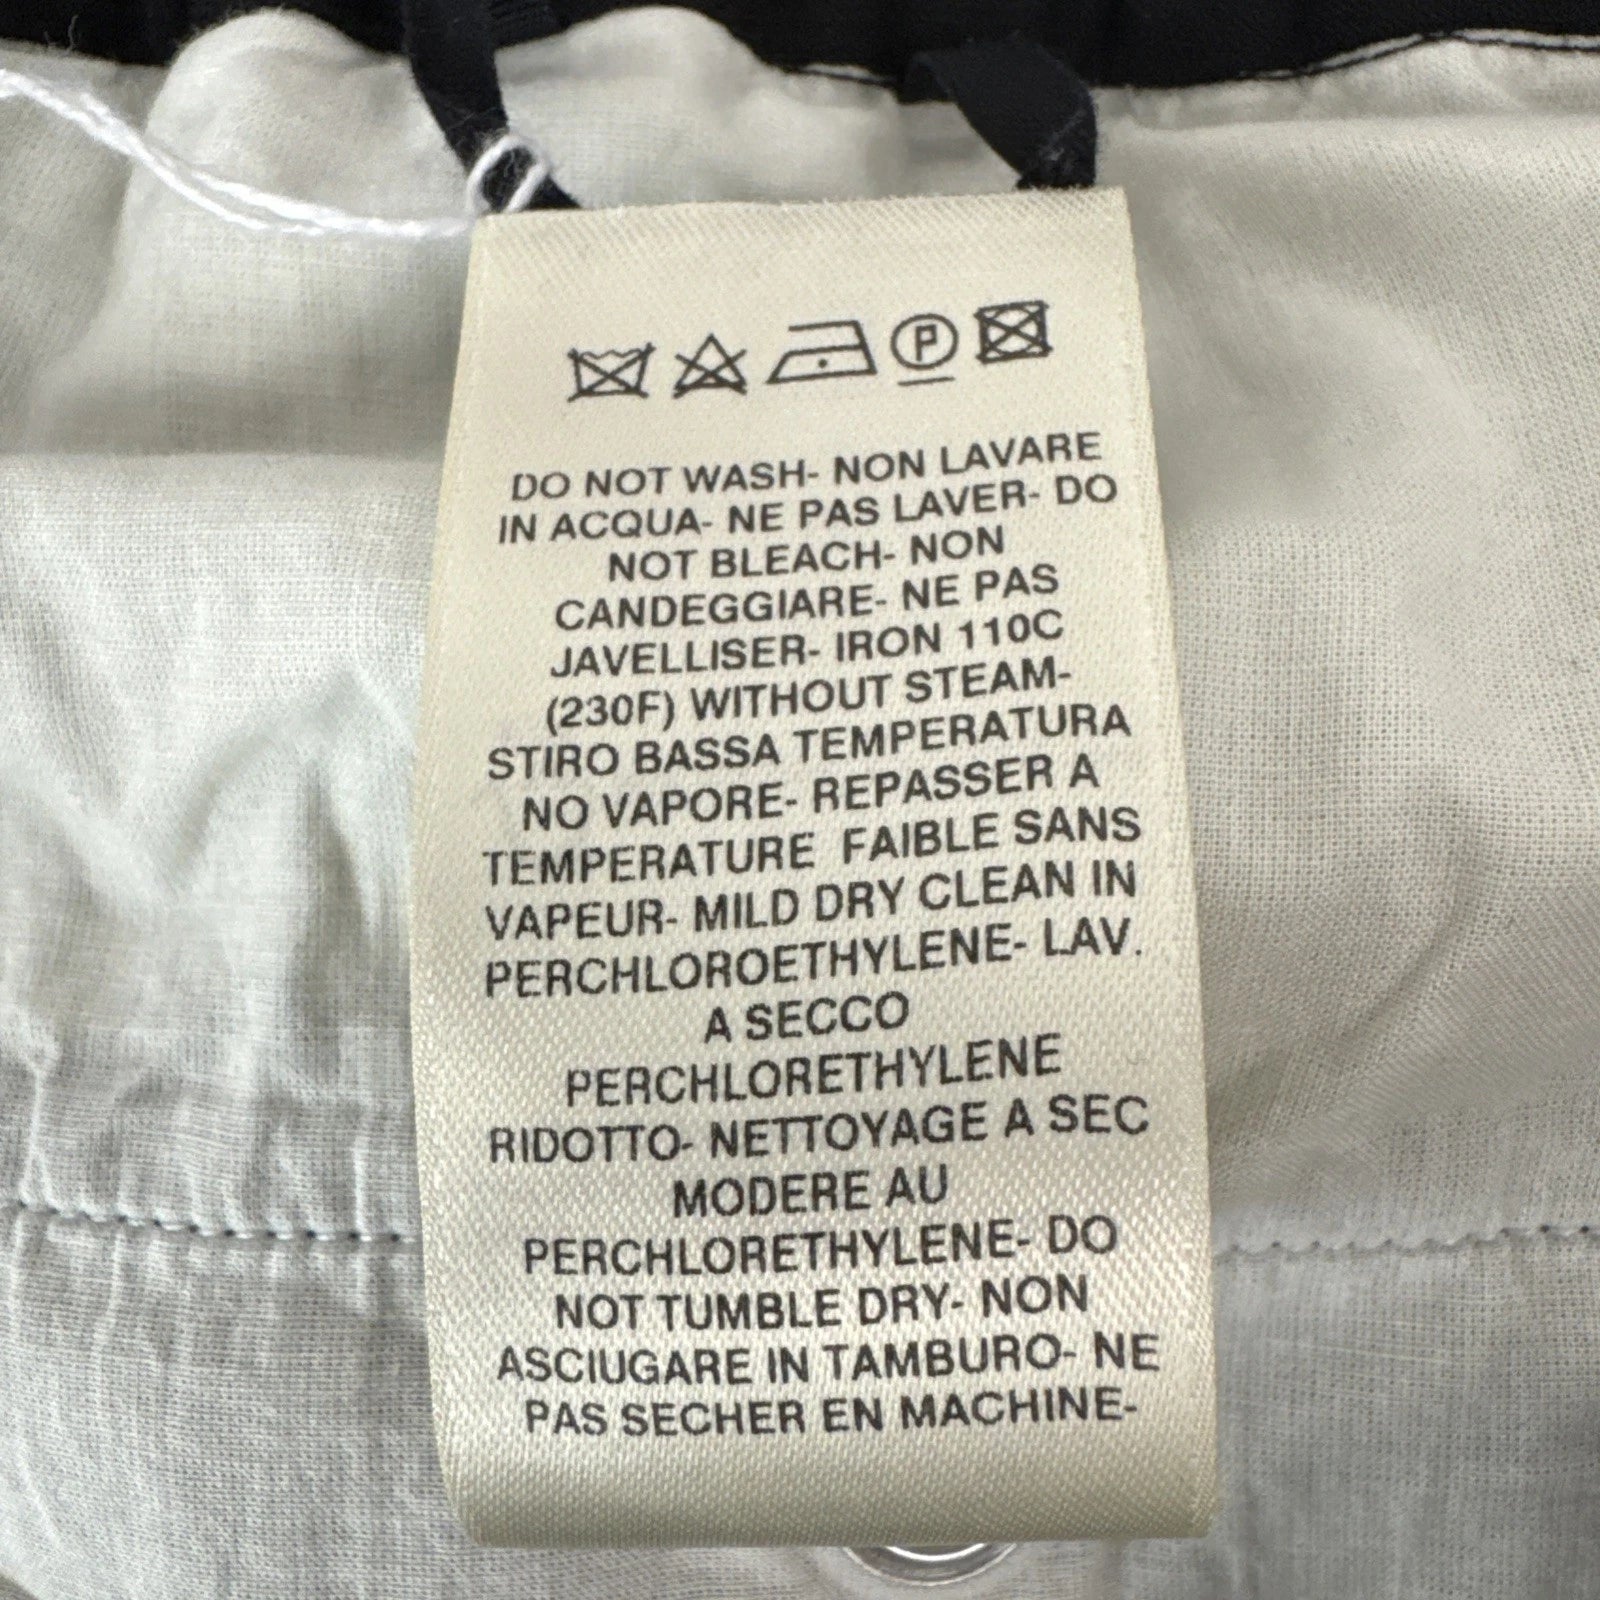 P
DO NOT WASH- NON LAVARE
IN ACQUA- NE PAS LAVER- DO
NOT BLEACH- NON
CANDEGGIARE- NE PAS
JAVELLISER- IRON 110C
(230F) WITHOUT STEAM-
STIRO BASSA TEMPERATURA
NO VAPORE- REPASSER A
TEMPERATURE FAIBLE SANS
VAPEUR- MILD DRY CLEAN IN
PERCHLOROETHYLENE- LAV.
A SECCO
PERCHLORETHYLENE
RIDOTTO- NETTOYAGE A SEC
MODERE AU
PERCHLORETHYLENE- DO
NOT TUMBLE DRY- NON
ASCIUGARE IN TAMBURO- NE
PAS SECHER EN MACHINE-